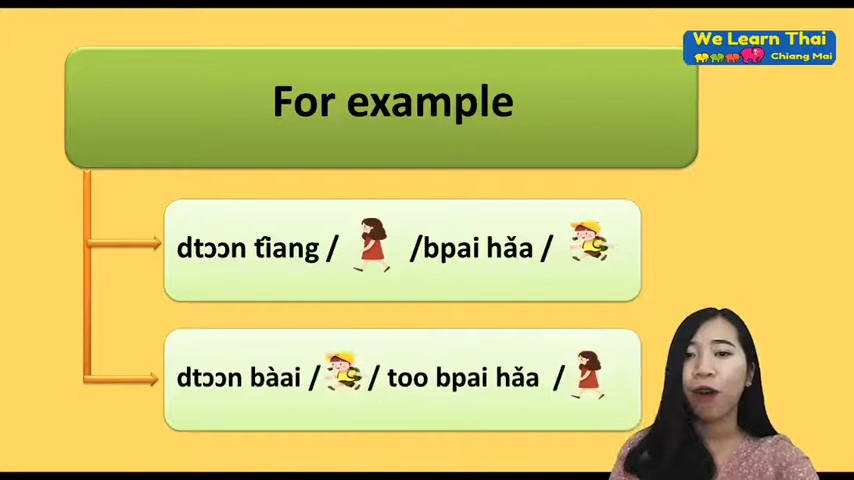 We Learn Thai
Chiang Mai
For example
dtɔɔn tîang / /bpai hǎa /
dtɔɔn bàai / / too bpai hǎa /